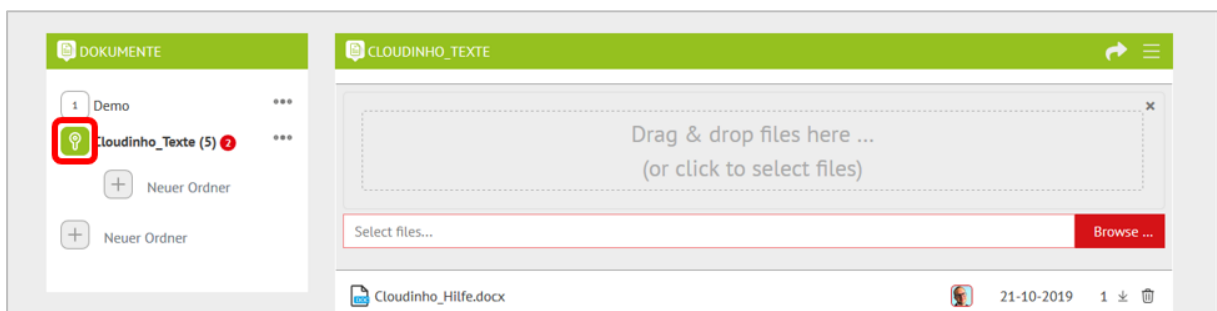 DOKUMENTE
1 Demo
Cloudinho_Texte (5) 2
Neuer Ordner
Neuer Ordner
CLOUDINHO_TEXTE
Drag & drop files here ...
(or click to select files)
Select files...
Browse ...
Cloudinho_Hilfe.docx 21-10-2019 1